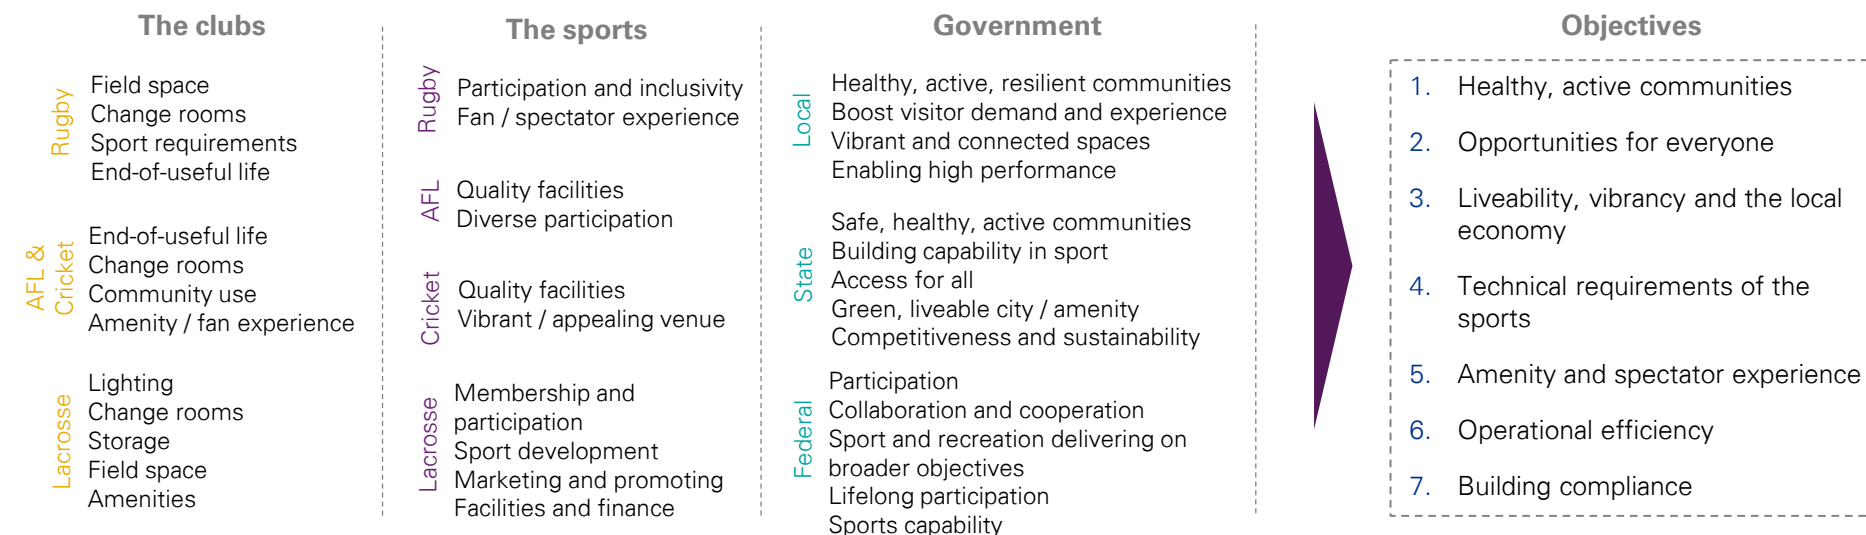 The clubs
Rugby
Field space
Change rooms
Sport requirements
End-of-useful life
AFL &
Cricket
End-of-useful life
Change rooms
Community use
Amenity / fan experience
Lacrosse
Lighting
Change rooms
Storage
Field space
Amenities
The sports
Rugby
Participation and inclusivity
Fan / spectator experience
AFL
Quality facilities
Diverse participation
Cricket
Quality facilities
Vibrant / appealing venue
Lacrosse
Membership and
participation
Sport development
Marketing and promoting
Facilities and finance
Government
Local
Healthy, active, resilient communities
Boost visitor demand and experience
Vibrant and connected spaces
Enabling high performance
State
Safe, healthy, active communities
Building capability in sport
Access for all
Green, liveable city / amenity
Competitiveness and sustainability
Federal
Participation
Collaboration and cooperation
Sport and recreation delivering on
broader objectives
Lifelong participation
Sports capability
Objectives
1. Healthy, active communities
2. Opportunities for everyone
3. Liveability, vibrancy and the local
economy
4. Technical requirements of the
sports
5. Amenity and spectator experience
6. Operational efficiency
7. Building compliance